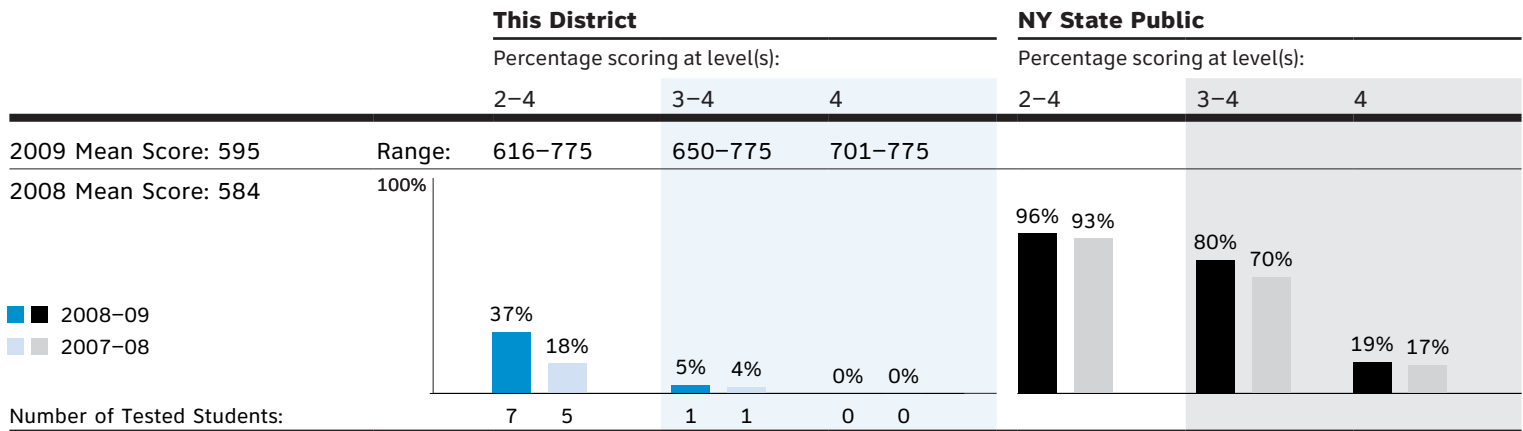 This District NY State Public
Percentage scoring at level(s): Percentage scoring at level(s):
2–4 3–4 4 2–4 3–4 4
2009 Mean Score: 595 Range: 616–775 650–775 701–775
2008 Mean Score: 584 100%
96% 93% 80% 70%
2008–09 37%
2007–08 18% 5% 4% 0% 0% 19% 17%
Number of Tested Students: 7 5 1 1 0 0